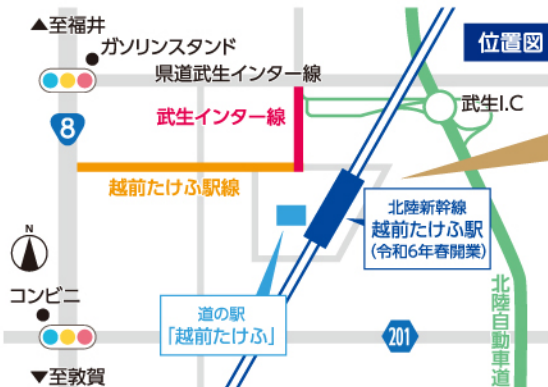 ▲至福井
ガソリンスタンド
位置図
県道武生インター線
武生I.C
武生インター線
8
越前たけふ駅線
北陸新幹線
越前たけふ駅
(令和6年春開業)
N
コンビニ
道の駅
「越前たけふ」
201
北陸自動車道
▼至敦賀